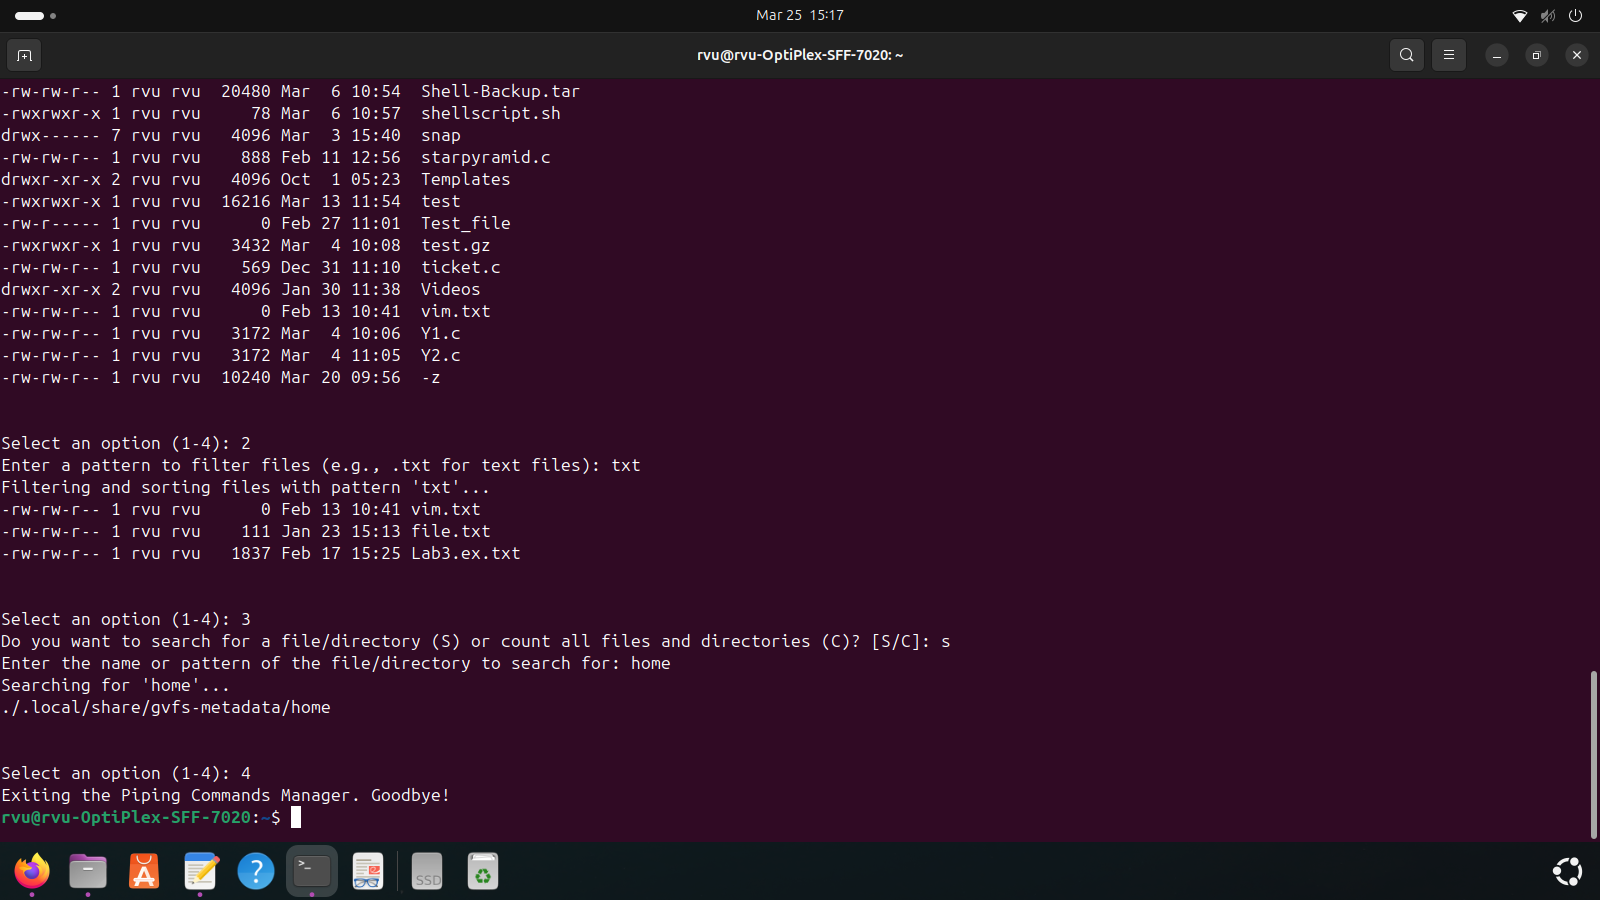 Mar 25  15:17
rvu@rvu-OptiPlex-SFF-7020: ~
-rw-rw-r-- 1 rvu rvu  20480 Mar  6 10:54  Shell-Backup.tar
-rwxrwxr-x 1 rvu rvu     78 Mar  6 10:57  shellscript.sh
drwx------ 7 rvu rvu   4096 Mar  3 15:40  snap
-rw-rw-r-- 1 rvu rvu    888 Feb 11 12:56  starpyramid.c
drwxr-xr-x 2 rvu rvu   4096 Oct  1 05:23  Templates
-rwxrwxr-x 1 rvu rvu  16216 Mar 13 11:54  test
-rw-r----- 1 rvu rvu      0 Feb 27 11:01  Test_file
-rwxrwxr-x 1 rvu rvu   3432 Mar  4 10:08  test.gz
-rw-rw-r-- 1 rvu rvu    569 Dec 31 11:10  ticket.c
drwxr-xr-x 2 rvu rvu   4096 Jan 30 11:38  Videos
-rw-rw-r-- 1 rvu rvu      0 Feb 13 10:41  vim.txt
-rw-rw-r-- 1 rvu rvu   3172 Mar  4 10:06  Y1.c
-rw-rw-r-- 1 rvu rvu   3172 Mar  4 11:05  Y2.c
-rw-rw-r-- 1 rvu rvu  10240 Mar 20 09:56  -z
Select an option (1-4): 2
Enter a pattern to filter files (e.g., .txt for text files): txt
Filtering and sorting files with pattern 'txt'...
-rw-rw-r-- 1 rvu rvu      0 Feb 13 10:41 vim.txt
-rw-rw-r-- 1 rvu rvu    111 Jan 23 15:13 file.txt
-rw-rw-r-- 1 rvu rvu   1837 Feb 17 15:25 Lab3.ex.txt
Select an option (1-4): 3
Do you want to search for a file/directory (S) or count all files and directories (C)? [S/C]: s
Enter the name or pattern of the file/directory to search for: home
Searching for 'home'...
./.local/share/gvfs-metadata/home
Select an option (1-4): 4
Exiting the Piping Commands Manager. Goodbye!
rvu@rvu-OptiPlex-SFF-7020:~$
SSD